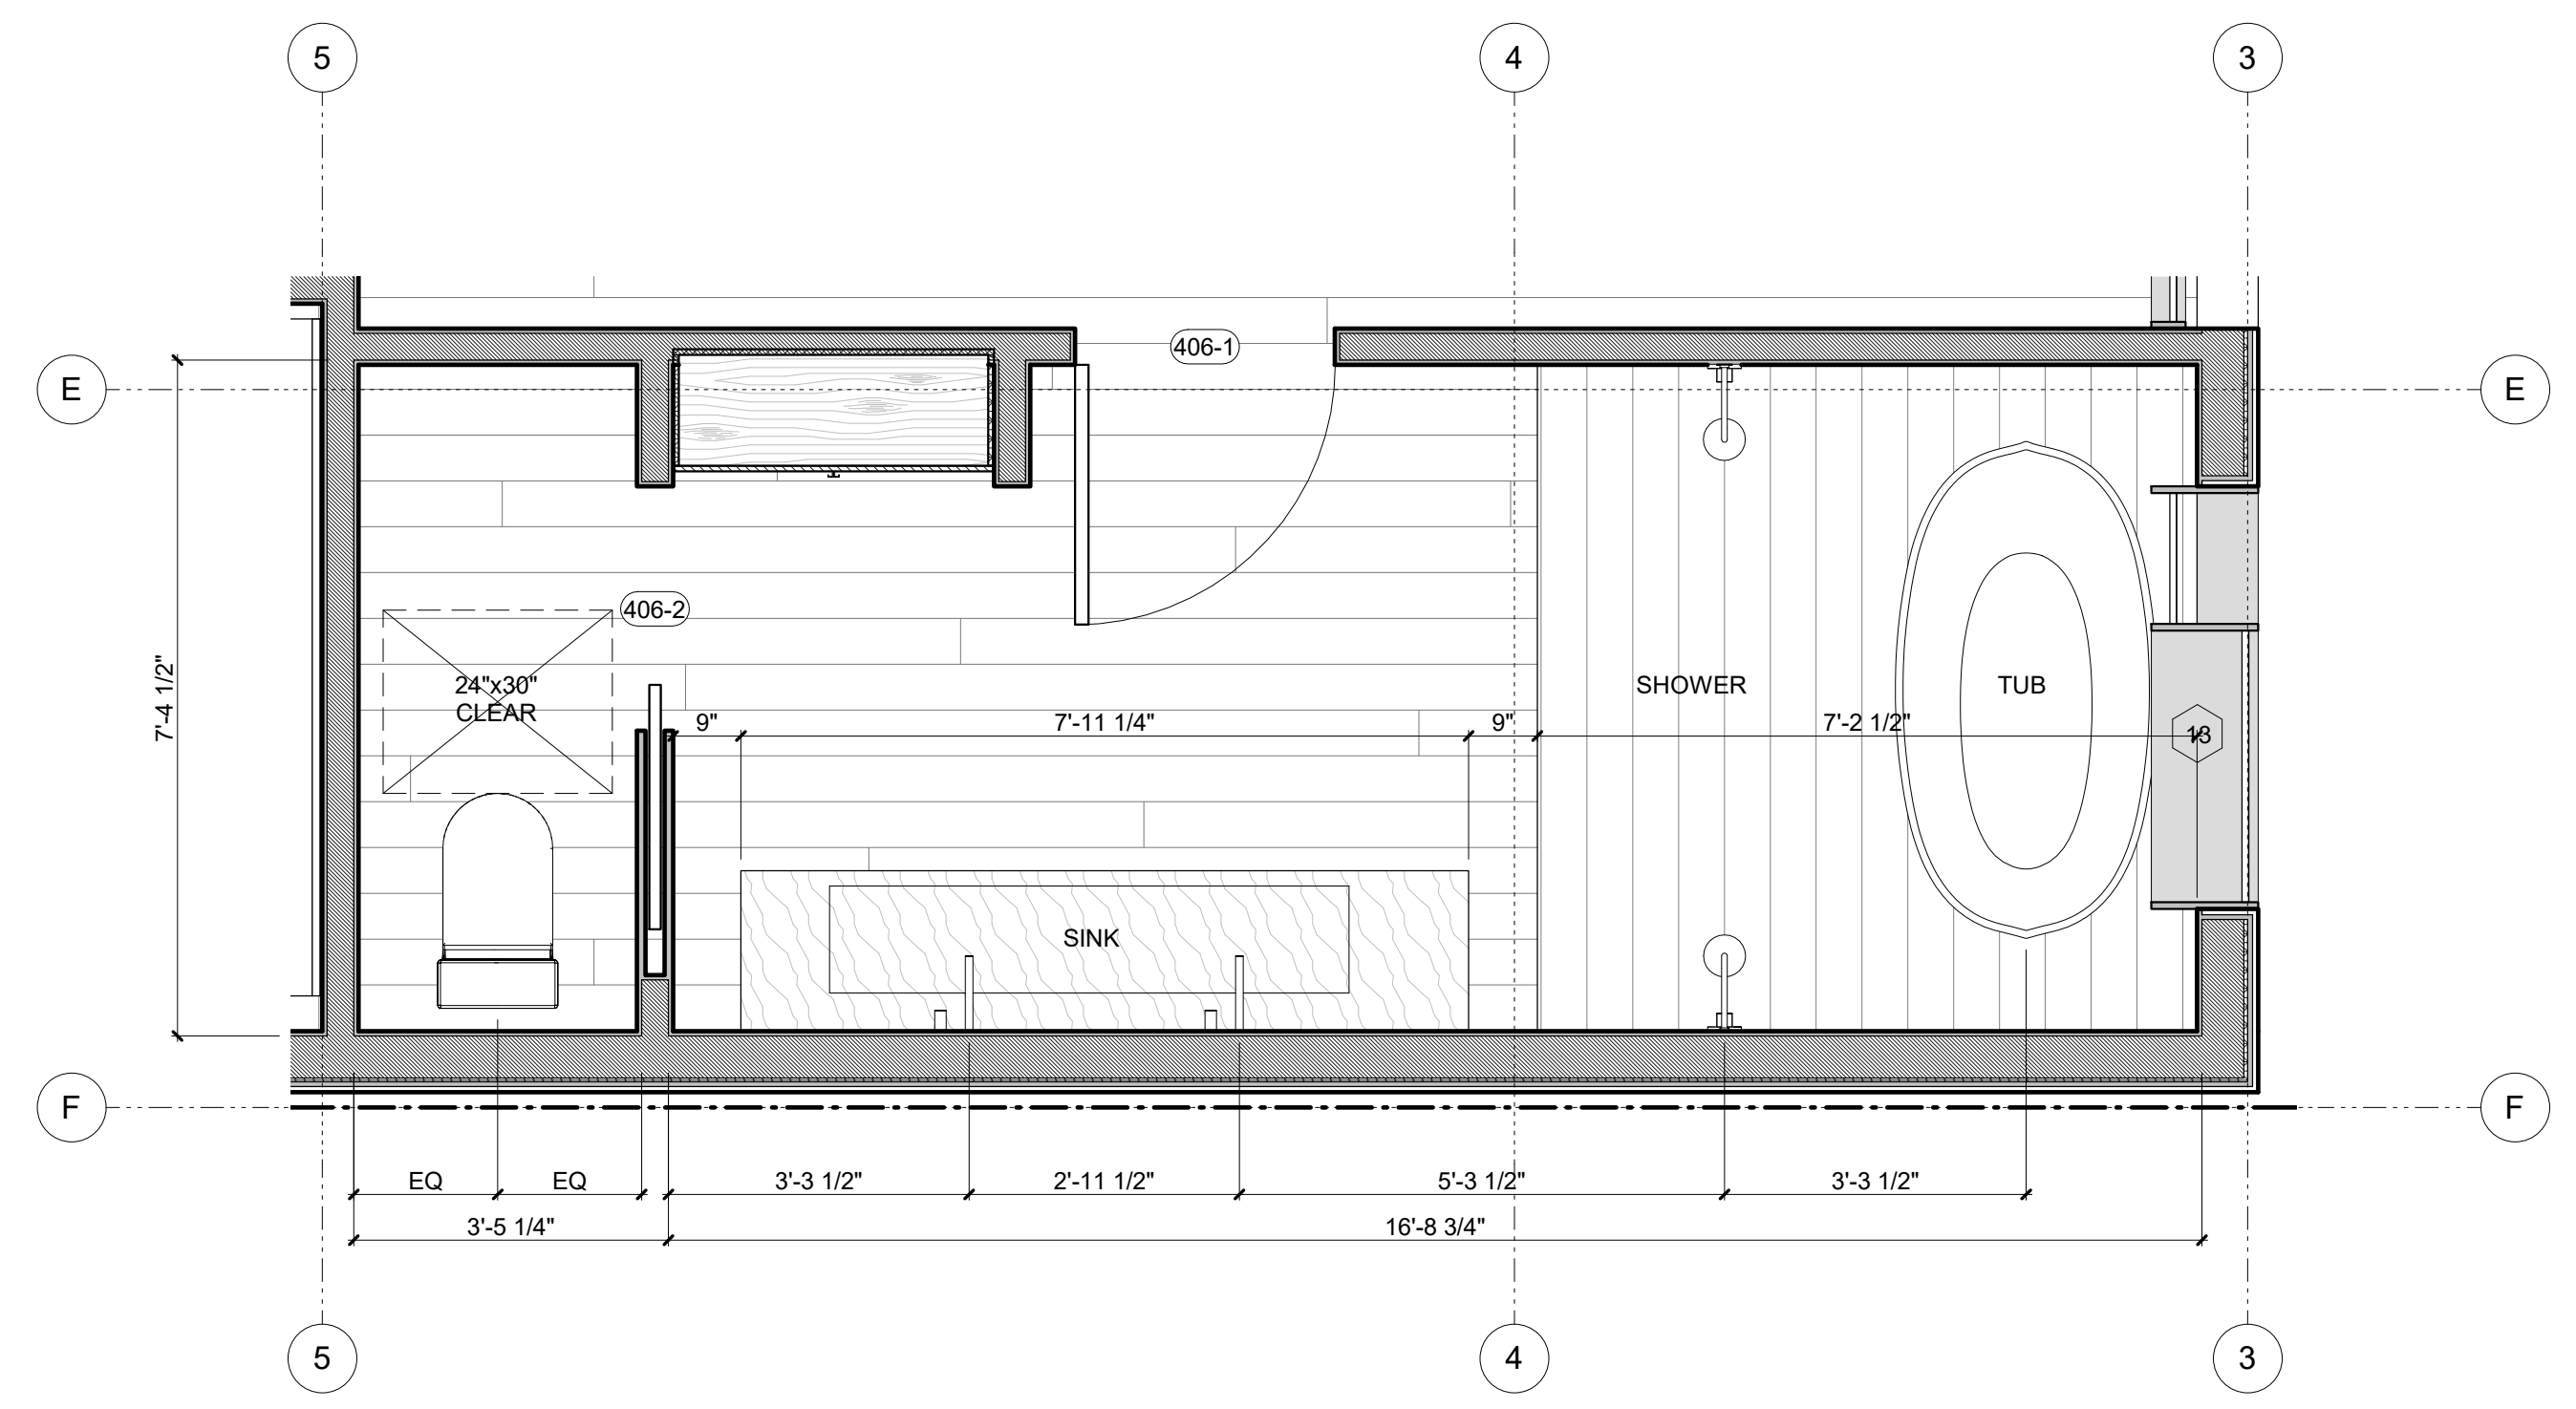 5
4
3
E
406-1
E
406-2
24"x30"
CLEAR
7'-4 1/2"
SHOWER
TUB
9"
7'-11 1/4"
9"
7'-2 1/2"
13
SINK
F
F
EQ
EQ
3'-3 1/2"
2'-11 1/2"
5'-3 1/2"
3'-3 1/2"
3'-5 1/4"
16'-8 3/4"
5
4
3